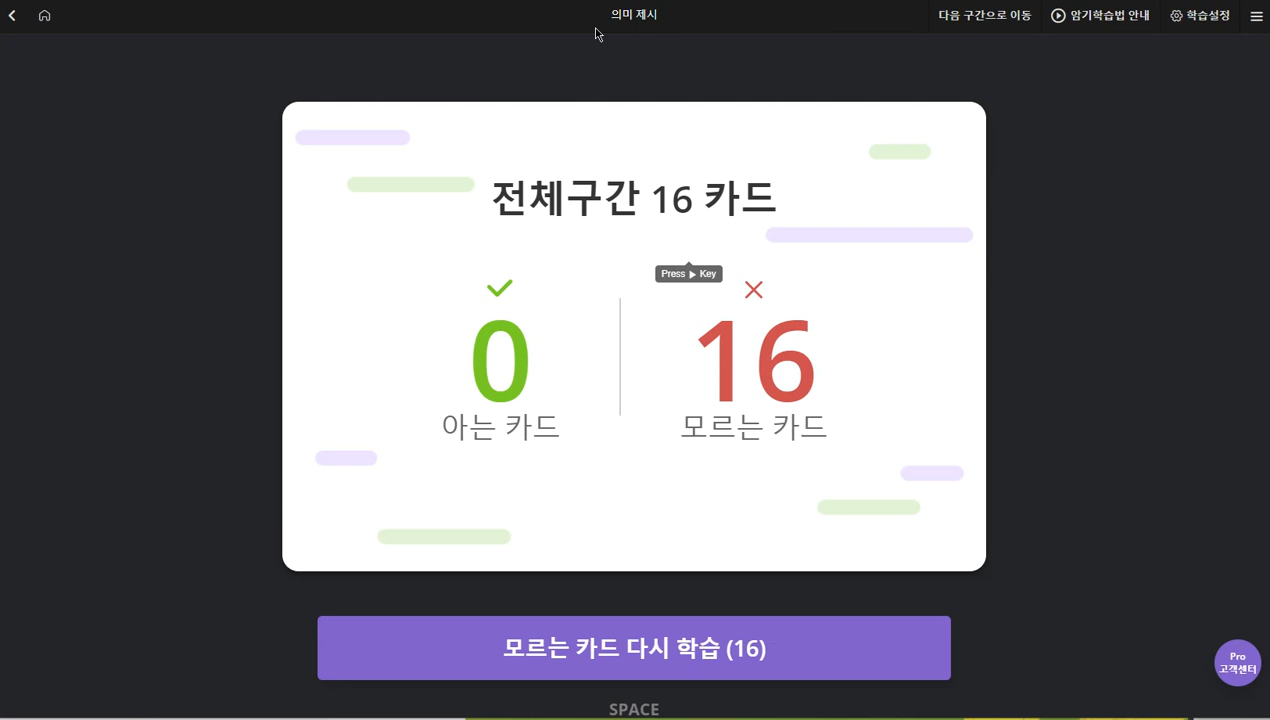 의미 제시
다음 구간으로 이동
암기학습법 안내
학습설정
전체구간 16 카드
Press ▶ Key
0
아는 카드
16
모르는 카드
모르는 카드 다시 학습 (16)
Pro
고객센터
SPACE